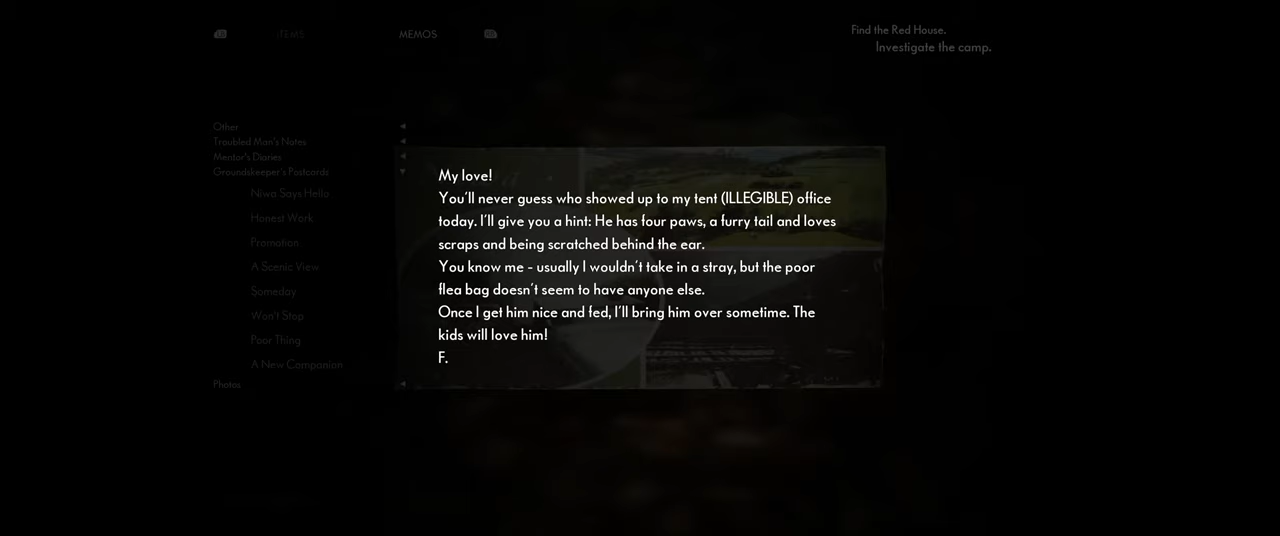 LB ITEMS MEMOS RB
Find the Red House.
Investigate the camp.
Other
Troubled Man's Notes
Mentor's Diaries
Groundskeeper's Postcards
Niwa Says Hello
Honest Work
Promotion
A Scenic View
Someday
Won't Stop
Poor Thing
A New Companion
Photos
My love!
You'll never guess who showed up to my tent (ILLEGIBLE) office
today. I'll give you a hint: He has four paws, a furry tail and loves
scraps and being scratched behind the ear.
You know me - usually I wouldn't take in a stray, but the poor
flea bag doesn't seem to have anyone else.
Once I get him nice and fed, I'll bring him over sometime. The
kids will love him!
F.